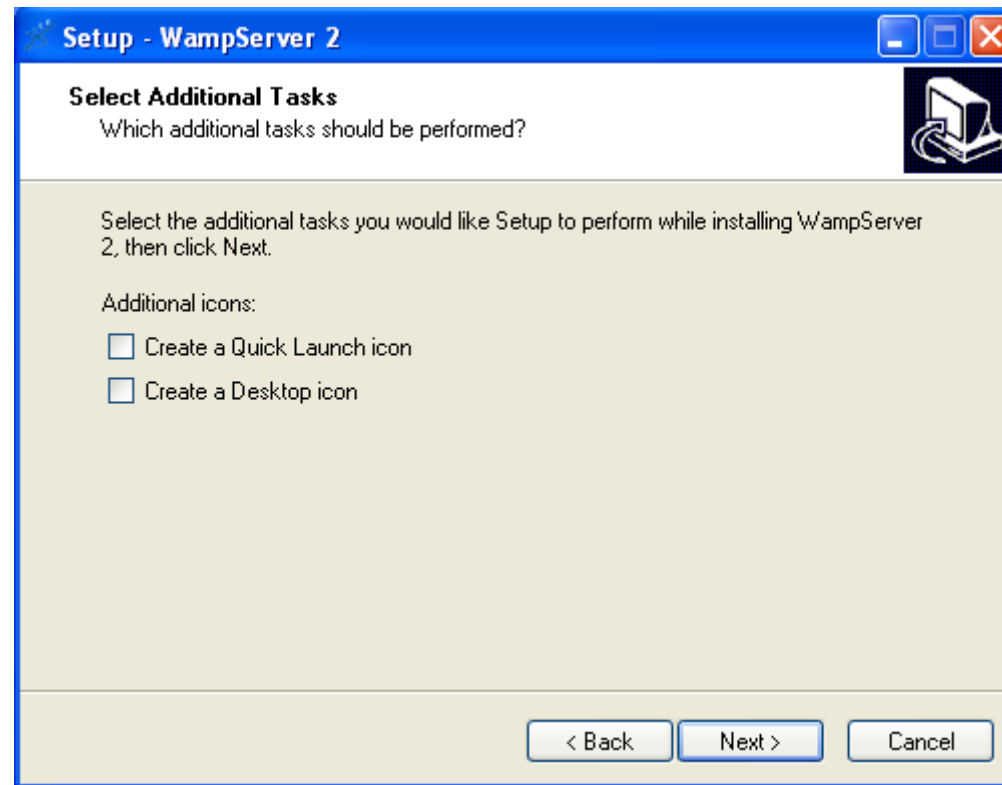 Setup - WampServer 2
Select Additional Tasks
Which additional tasks should be performed?
Select the additional tasks you would like Setup to perform while installing WampServer
2, then click Next.
Additional icons:
Create a Quick Launch icon
Create a Desktop icon
< Back Next > Cancel